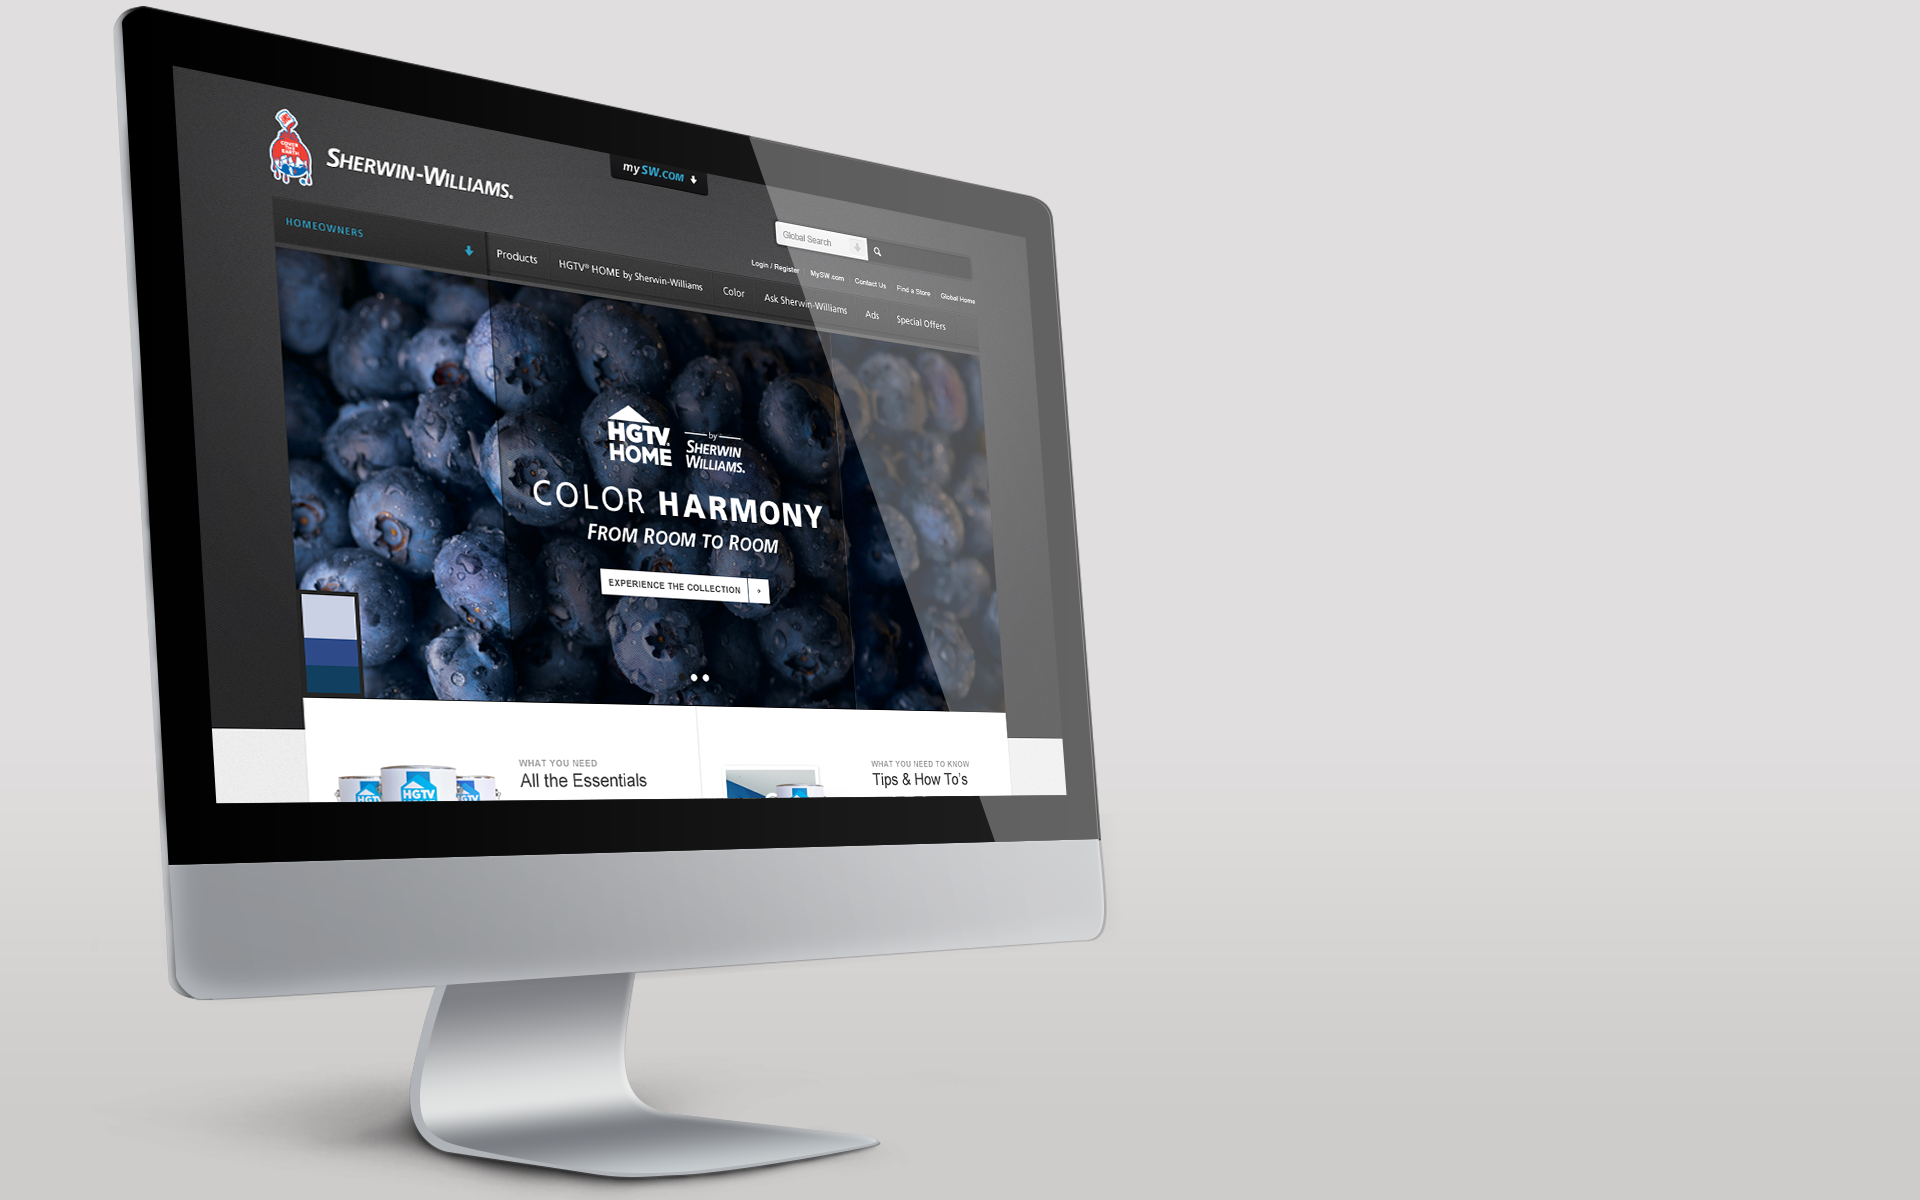 COVER THE EARTH
SHERWIN-WILLIAMS.
my SW.COM
Global Search
HOMEOWNERS
Login / Register
MySW.com
Contact Us
Find a Store
Global Home
Products
HGTV® HOME by Sherwin-Williams
Color
Ask Sherwin-Williams
Ads
Special Offers
HGTV
HOME
by
SHERWIN
WILLIAMS.
COLOR HARMONY
FROM ROOM TO ROOM
EXPERIENCE THE COLLECTION
WHAT YOU NEED
All the Essentials
WHAT YOU NEED TO KNOW
Tips & How To's
HGTV